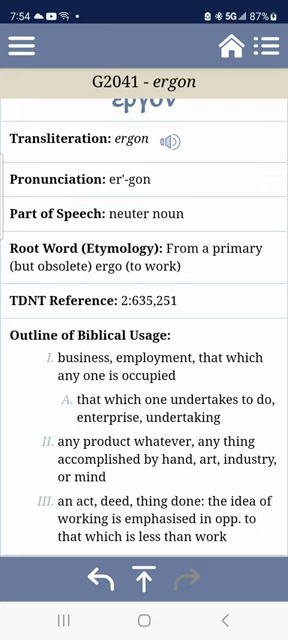 7:54
5G 87%
G2041 - ergon
ἔργον
Transliteration: ergon
Pronunciation: er'-gon
Part of Speech: neuter noun
Root Word (Etymology): From a primary
(but obsolete) ergo (to work)
TDNT Reference: 2:635,251
Outline of Biblical Usage:
I. business, employment, that which
any one is occupied
A. that which one undertakes to do,
enterprise, undertaking
II. any product whatever, any thing
accomplished by hand, art, industry,
or mind
III. an act, deed, thing done: the idea of
working is emphasised in opp. to
that which is less than work